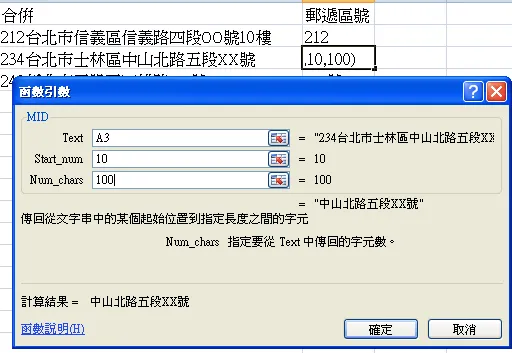 合併
郵遞區號
212台北市信義區信義路四段OO號10樓
212
234台北市士林區中山北路五段XX號
,10,100)
函數引數
MID
Text A3 = "234台北市士林區中山北路五段XX
Start_num 10 = 10
Num_chars 100 = 100
= "中山北路五段XX號"
傳回從文字串中的某個起始位置到指定長度之間的字元
Num_chars 指定要從 Text 中傳回的字元數。
計算結果 = 中山北路五段XX號
函數說明(H)
確定
取消